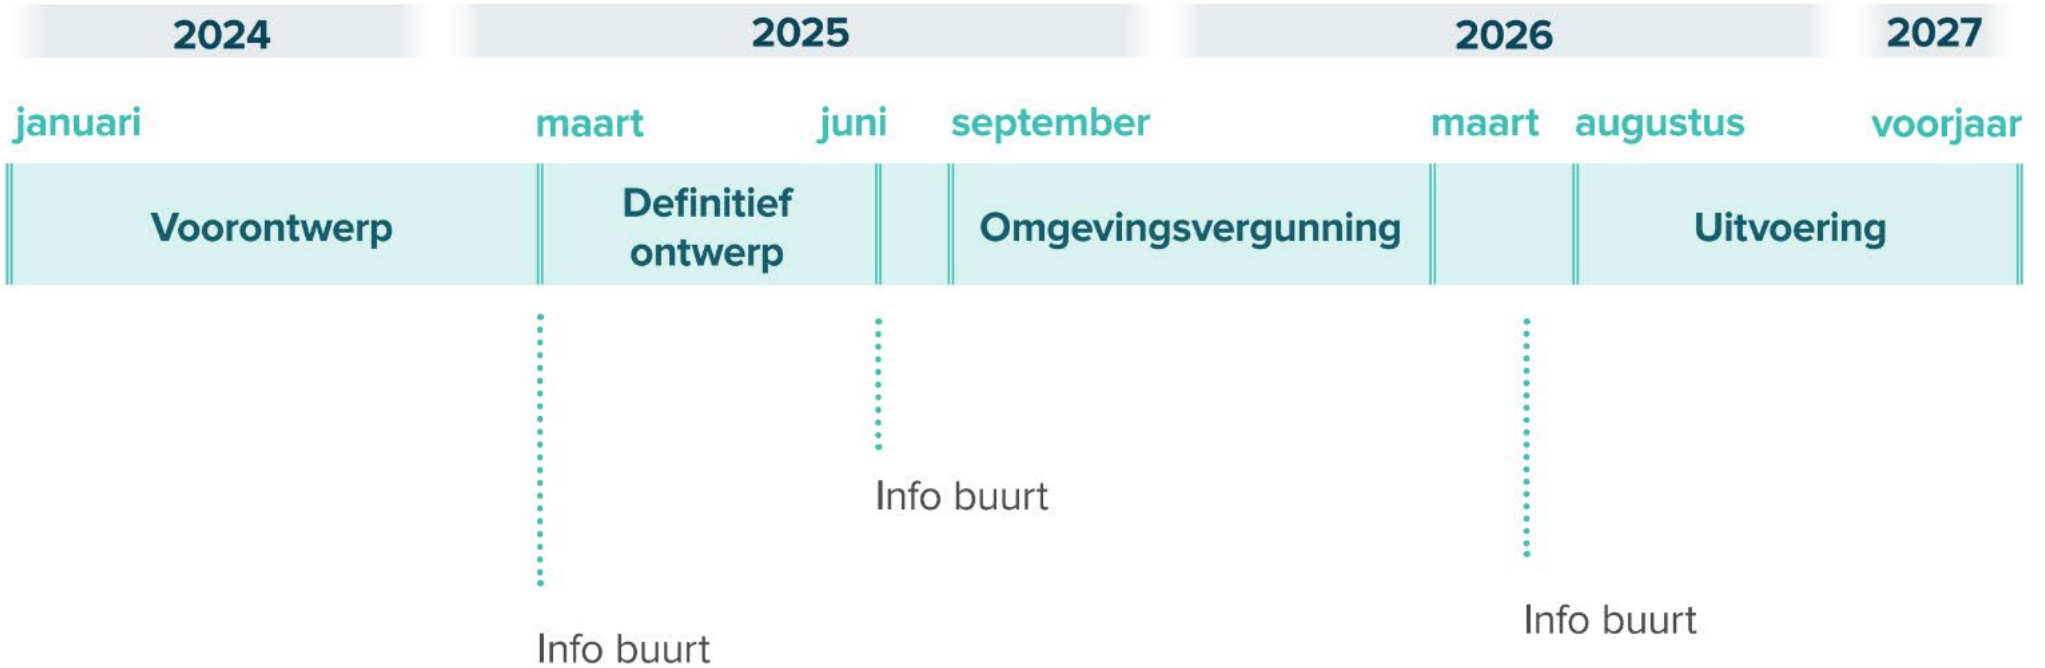 2024
2025
2026
2027
januari
maart
juni
september
maart
augustus
voorjaar
Voorontwerp
Definitief
ontwerp
Omgevingsvergunning
Uitvoering
Info buurt
Info buurt
Info buurt